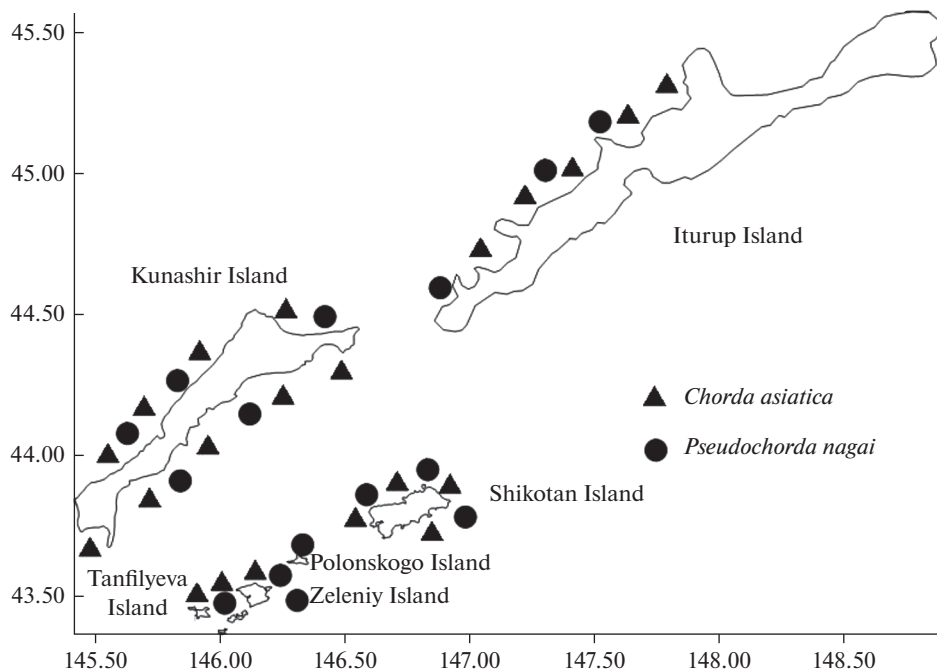 45.50
45.00
44.50
44.00
43.50
Kunashir Island
Iturup Island
Chorda asiatica
Pseudochorda nagai
Shikotan Island
Polonskogo Island
Tanfilyeva
Island
Zeleniy Island
145.50 146.00 146.50 147.00 147.50 148.00 148.50